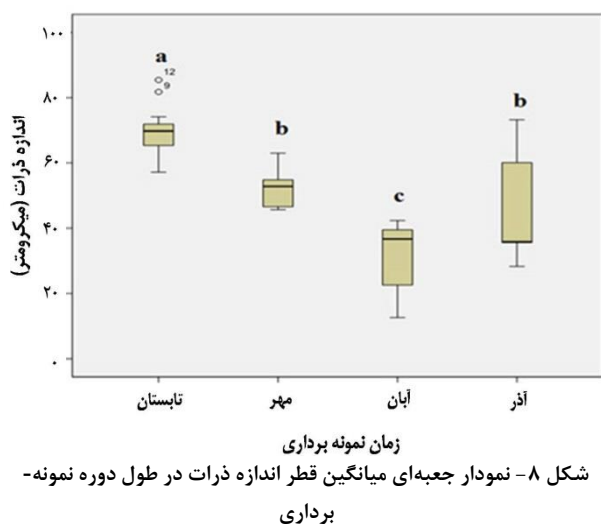 ۱۰۰
۸۰
۶۰
۴۰
۲۰
۰
اندازه ذرات (میکرومتر)
a
12
9
b
c
b
تابستان
مهر
آبان
آذر
زمان نمونه برداری
شکل ۸- نمودار جعبه‌ای میانگین قطر اندازه ذرات در طول دوره نمونه-
برداری